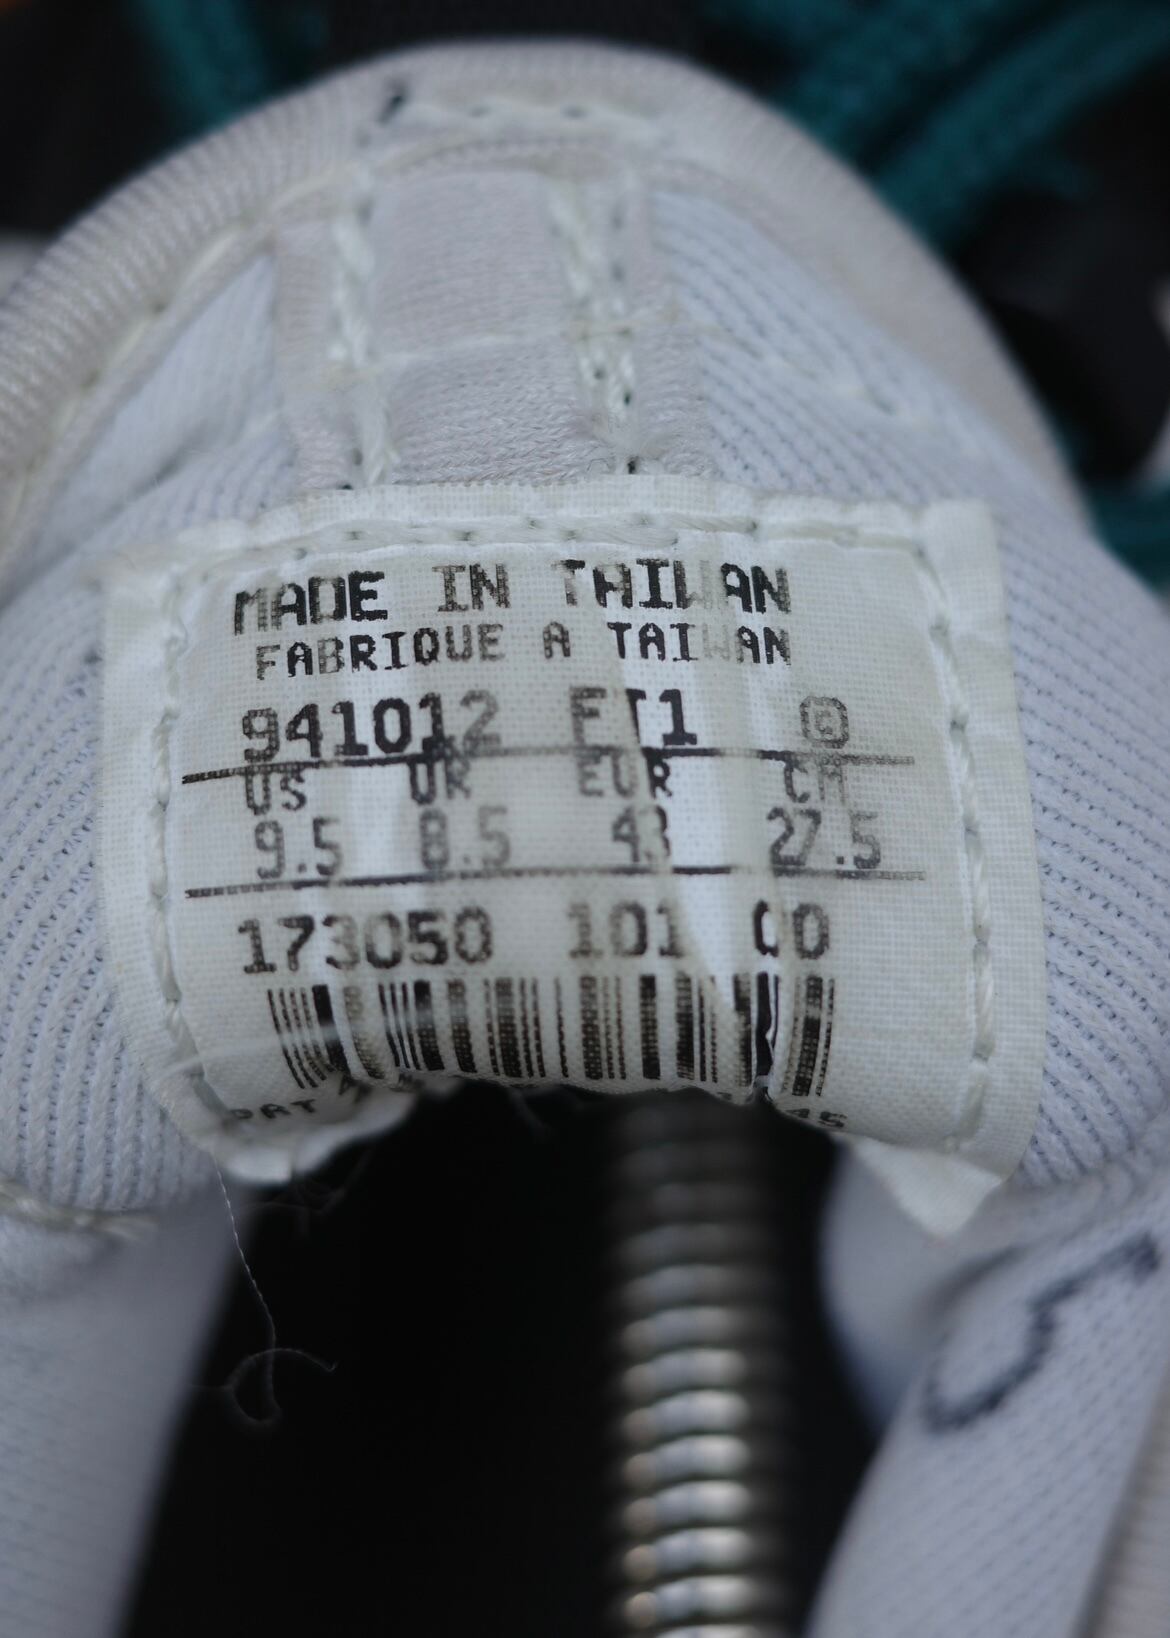 MADE IN TAIWAN
FABRIQUE A TAIWAN
941012 FT1 ©
US UK EUR CM
9.5 8.5 43 27.5
173050 101 00
PAT